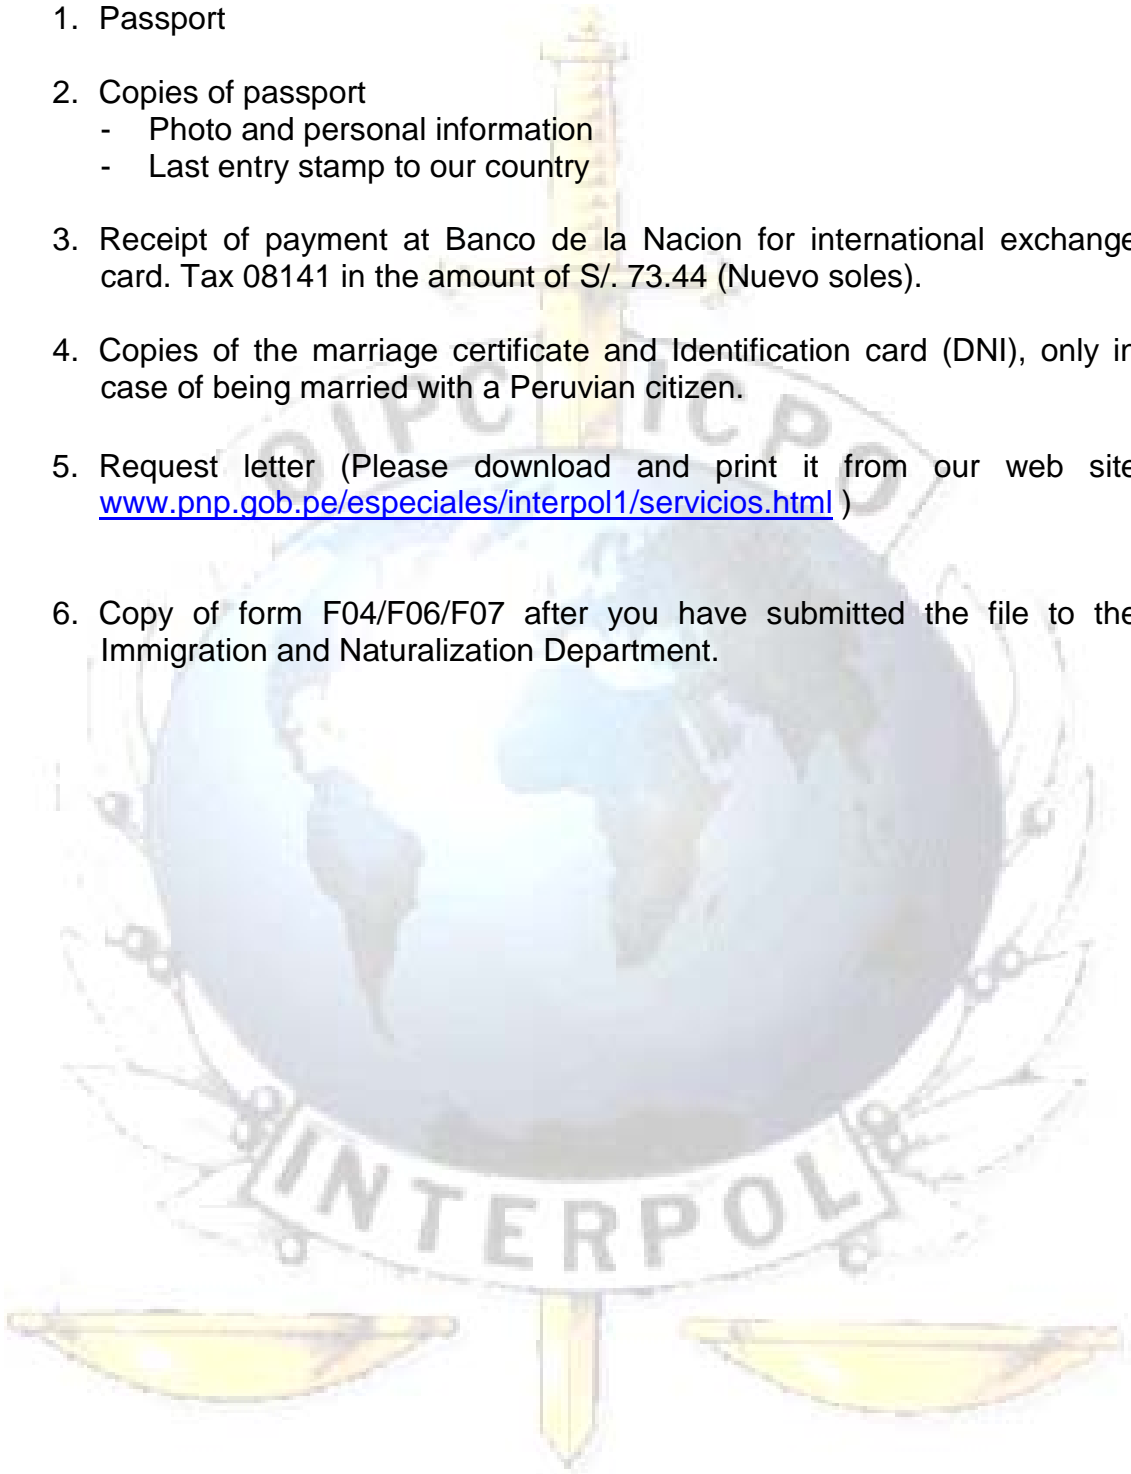 1. Passport
2. Copies of passport
- Photo and personal information
- Last entry stamp to our country
3. Receipt of payment at Banco de la Nacion for international exchange
card. Tax 08141 in the amount of S/. 73.44 (Nuevo soles).
4. Copies of the marriage certificate and Identification card (DNI), only in
case of being married with a Peruvian citizen.
OIPC ICPO
5. Request letter (Please download and print it from our web site
www.pnp.gob.pe/especiales/interpol1/servicios.html )
6. Copy of form F04/F06/F07 after you have submitted the file to the
Immigration and Naturalization Department.
INTERPOL